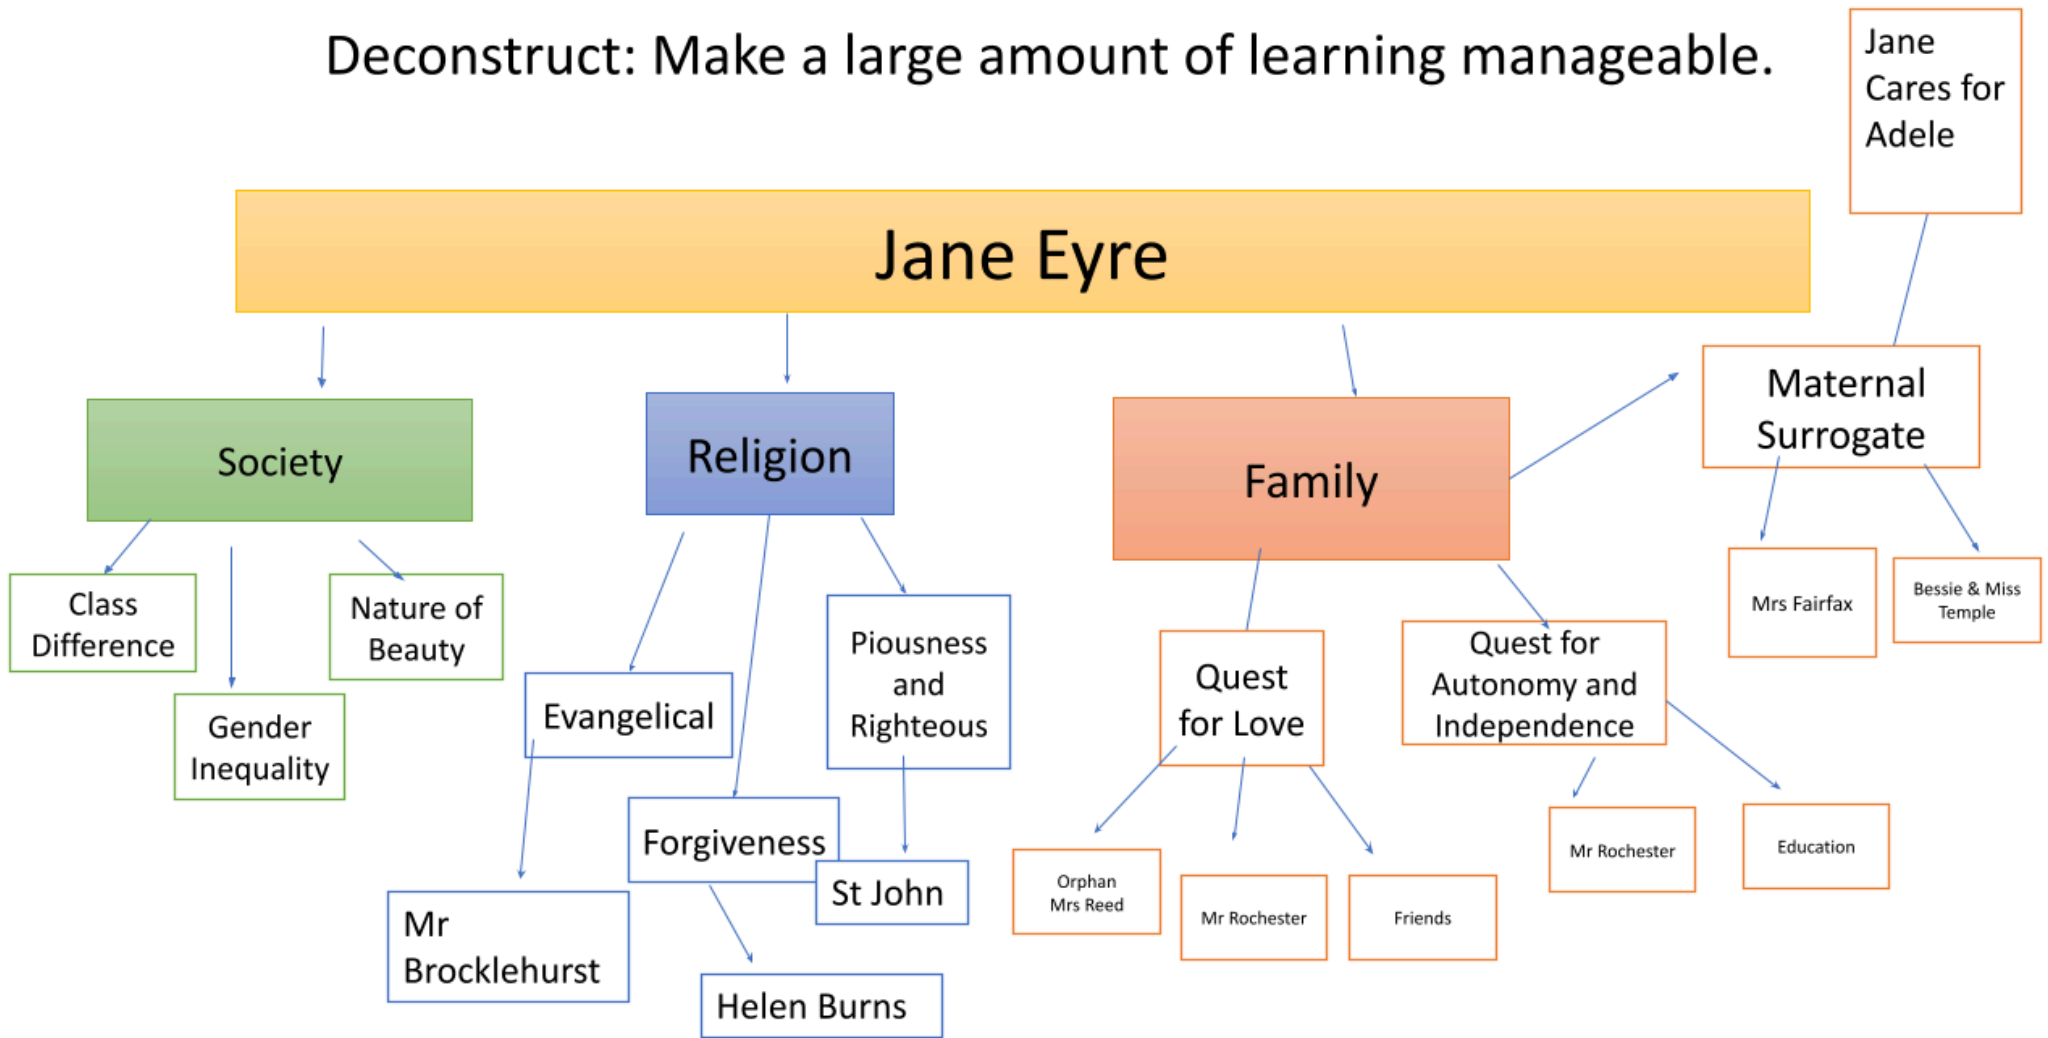 Deconstruct: Make a large amount of learning manageable.
Jane
Cares for
Adele
Jane Eyre
Society
Religion
Family
Maternal
Surrogate
Class
Difference
Gender
Inequality
Nature of
Beauty
Evangelical
Forgiveness
Piousness
and
Righteous
Mr
Brocklehurst
Helen Burns
St John
Quest
for Love
Quest for
Autonomy and
Independence
Mrs Fairfax
Bessie & Miss
Temple
Orphan
Mrs Reed
Mr Rochester
Friends
Mr Rochester
Education